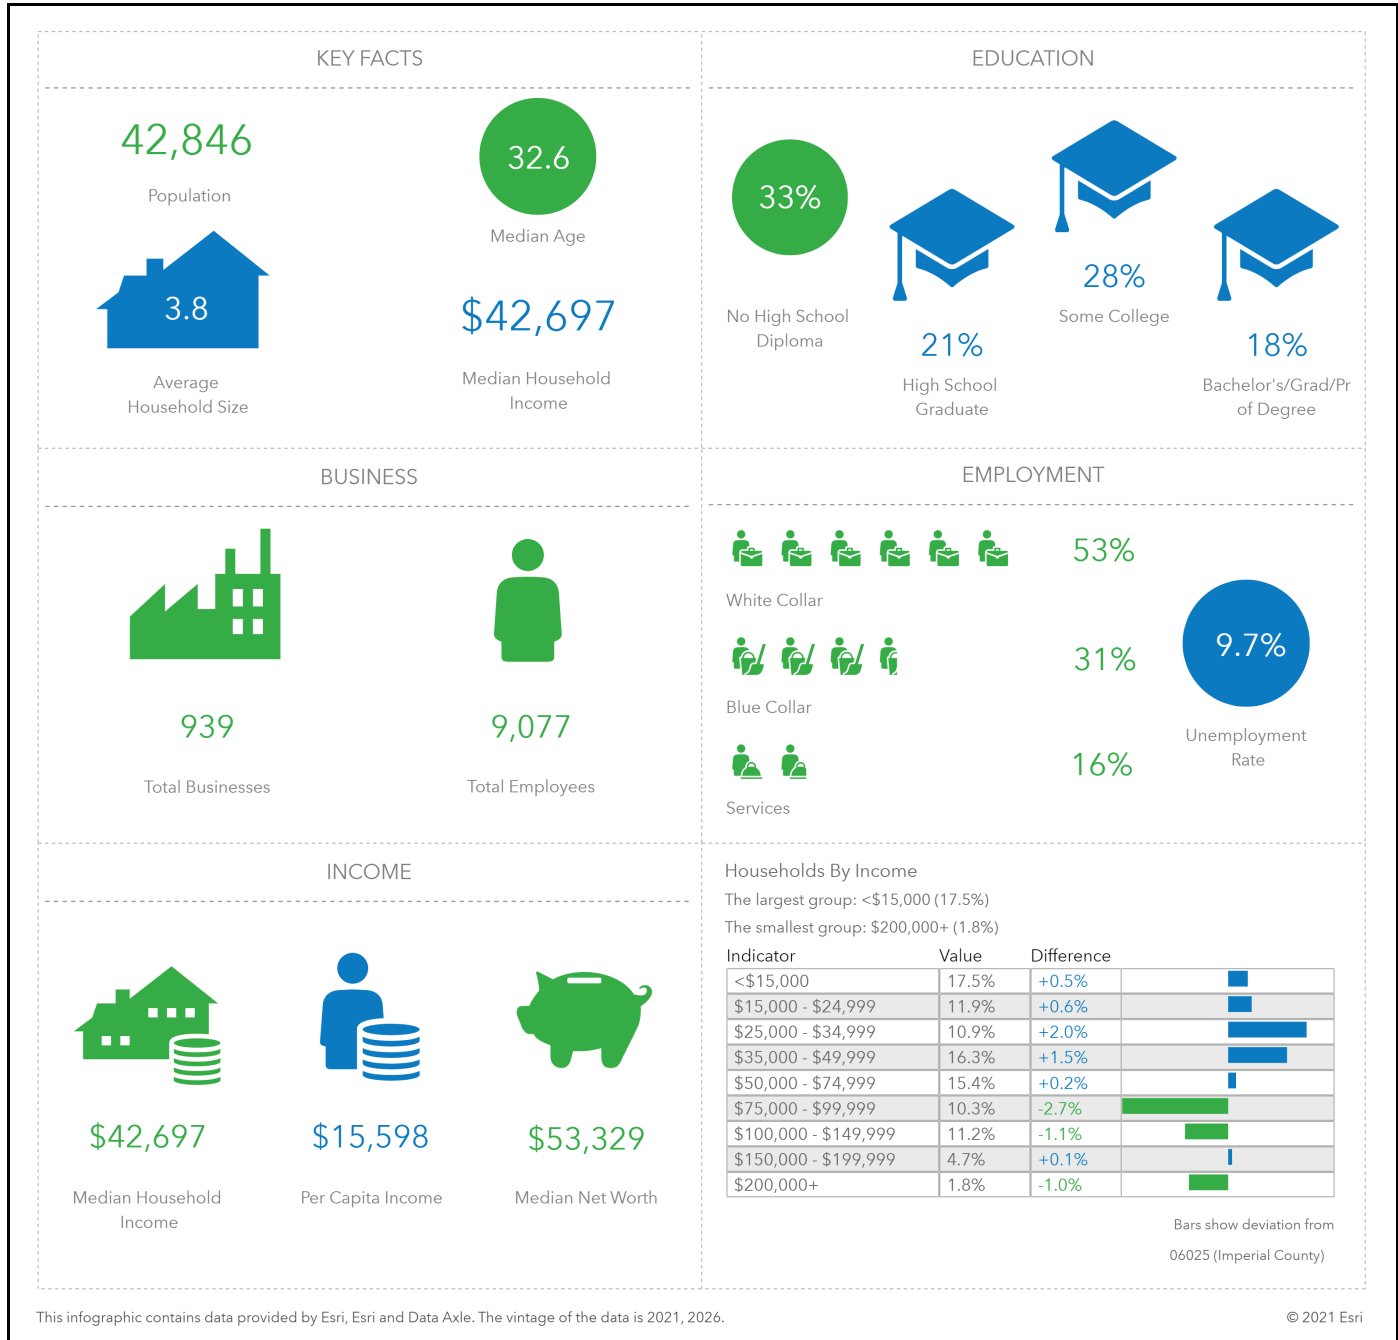 KEY FACTS
42,846
Population
32.6
Median Age
3.8
Average
Household Size
$42,697
Median Household
Income
EDUCATION
33%
No High School
Diploma
21%
High School
Graduate
28%
Some College
18%
Bachelor's/Grad/Pr
of Degree
BUSINESS
939
Total Businesses
9,077
Total Employees
EMPLOYMENT
53%
White Collar
31%
Blue Collar
16%
Services
9.7%
Unemployment
Rate
INCOME
$42,697
Median Household
Income
$15,598
Per Capita Income
$53,329
Median Net Worth
Households By Income
The largest group: <$15,000 (17.5%)
The smallest group: $200,000+ (1.8%)
Indicator Value Difference
<$15,000 17.5% +0.5%
$15,000 - $24,999 11.9% +0.6%
$25,000 - $34,999 10.9% +2.0%
$35,000 - $49,999 16.3% +1.5%
$50,000 - $74,999 15.4% +0.2%
$75,000 - $99,999 10.3% -2.7%
$100,000 - $149,999 11.2% -1.1%
$150,000 - $199,999 4.7% +0.1%
$200,000+ 1.8% -1.0%
Bars show deviation from
06025 (Imperial County)
This infographic contains data provided by Esri, Esri and Data Axle. The vintage of the data is 2021, 2026.
© 2021 Esri